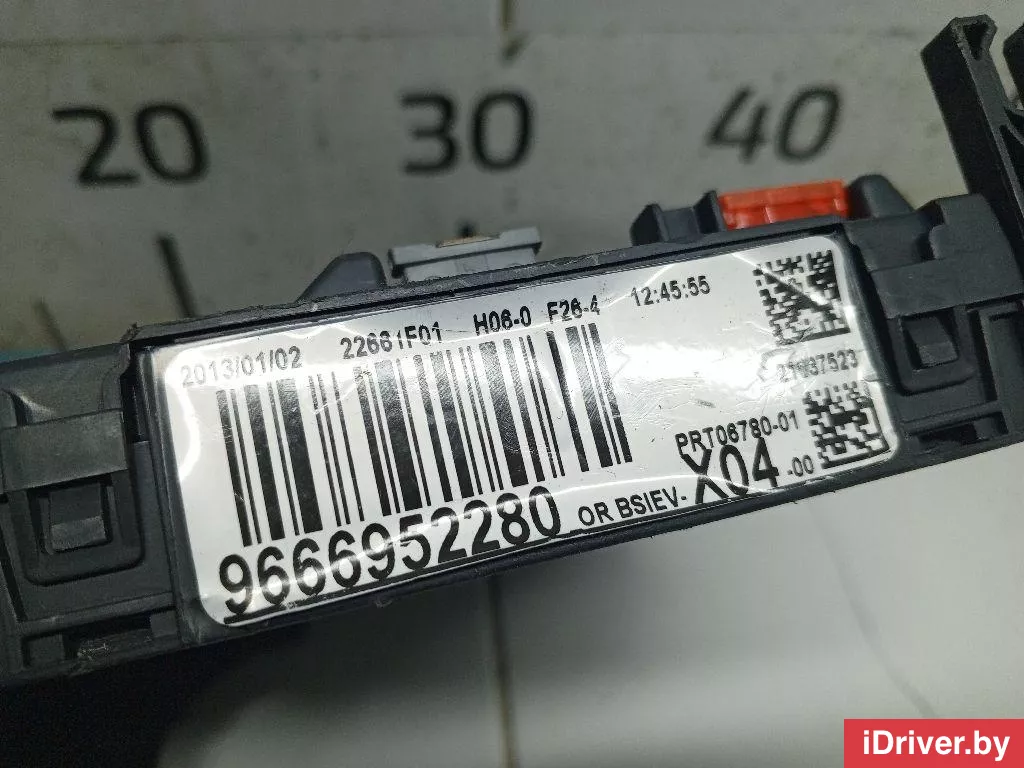 20 30 40
2013/01/02 22661F01 H06-0 F26-4 12:45:55
PRT06780-01
9666952280 OR BSIEV- X04 -00
iDriver.by